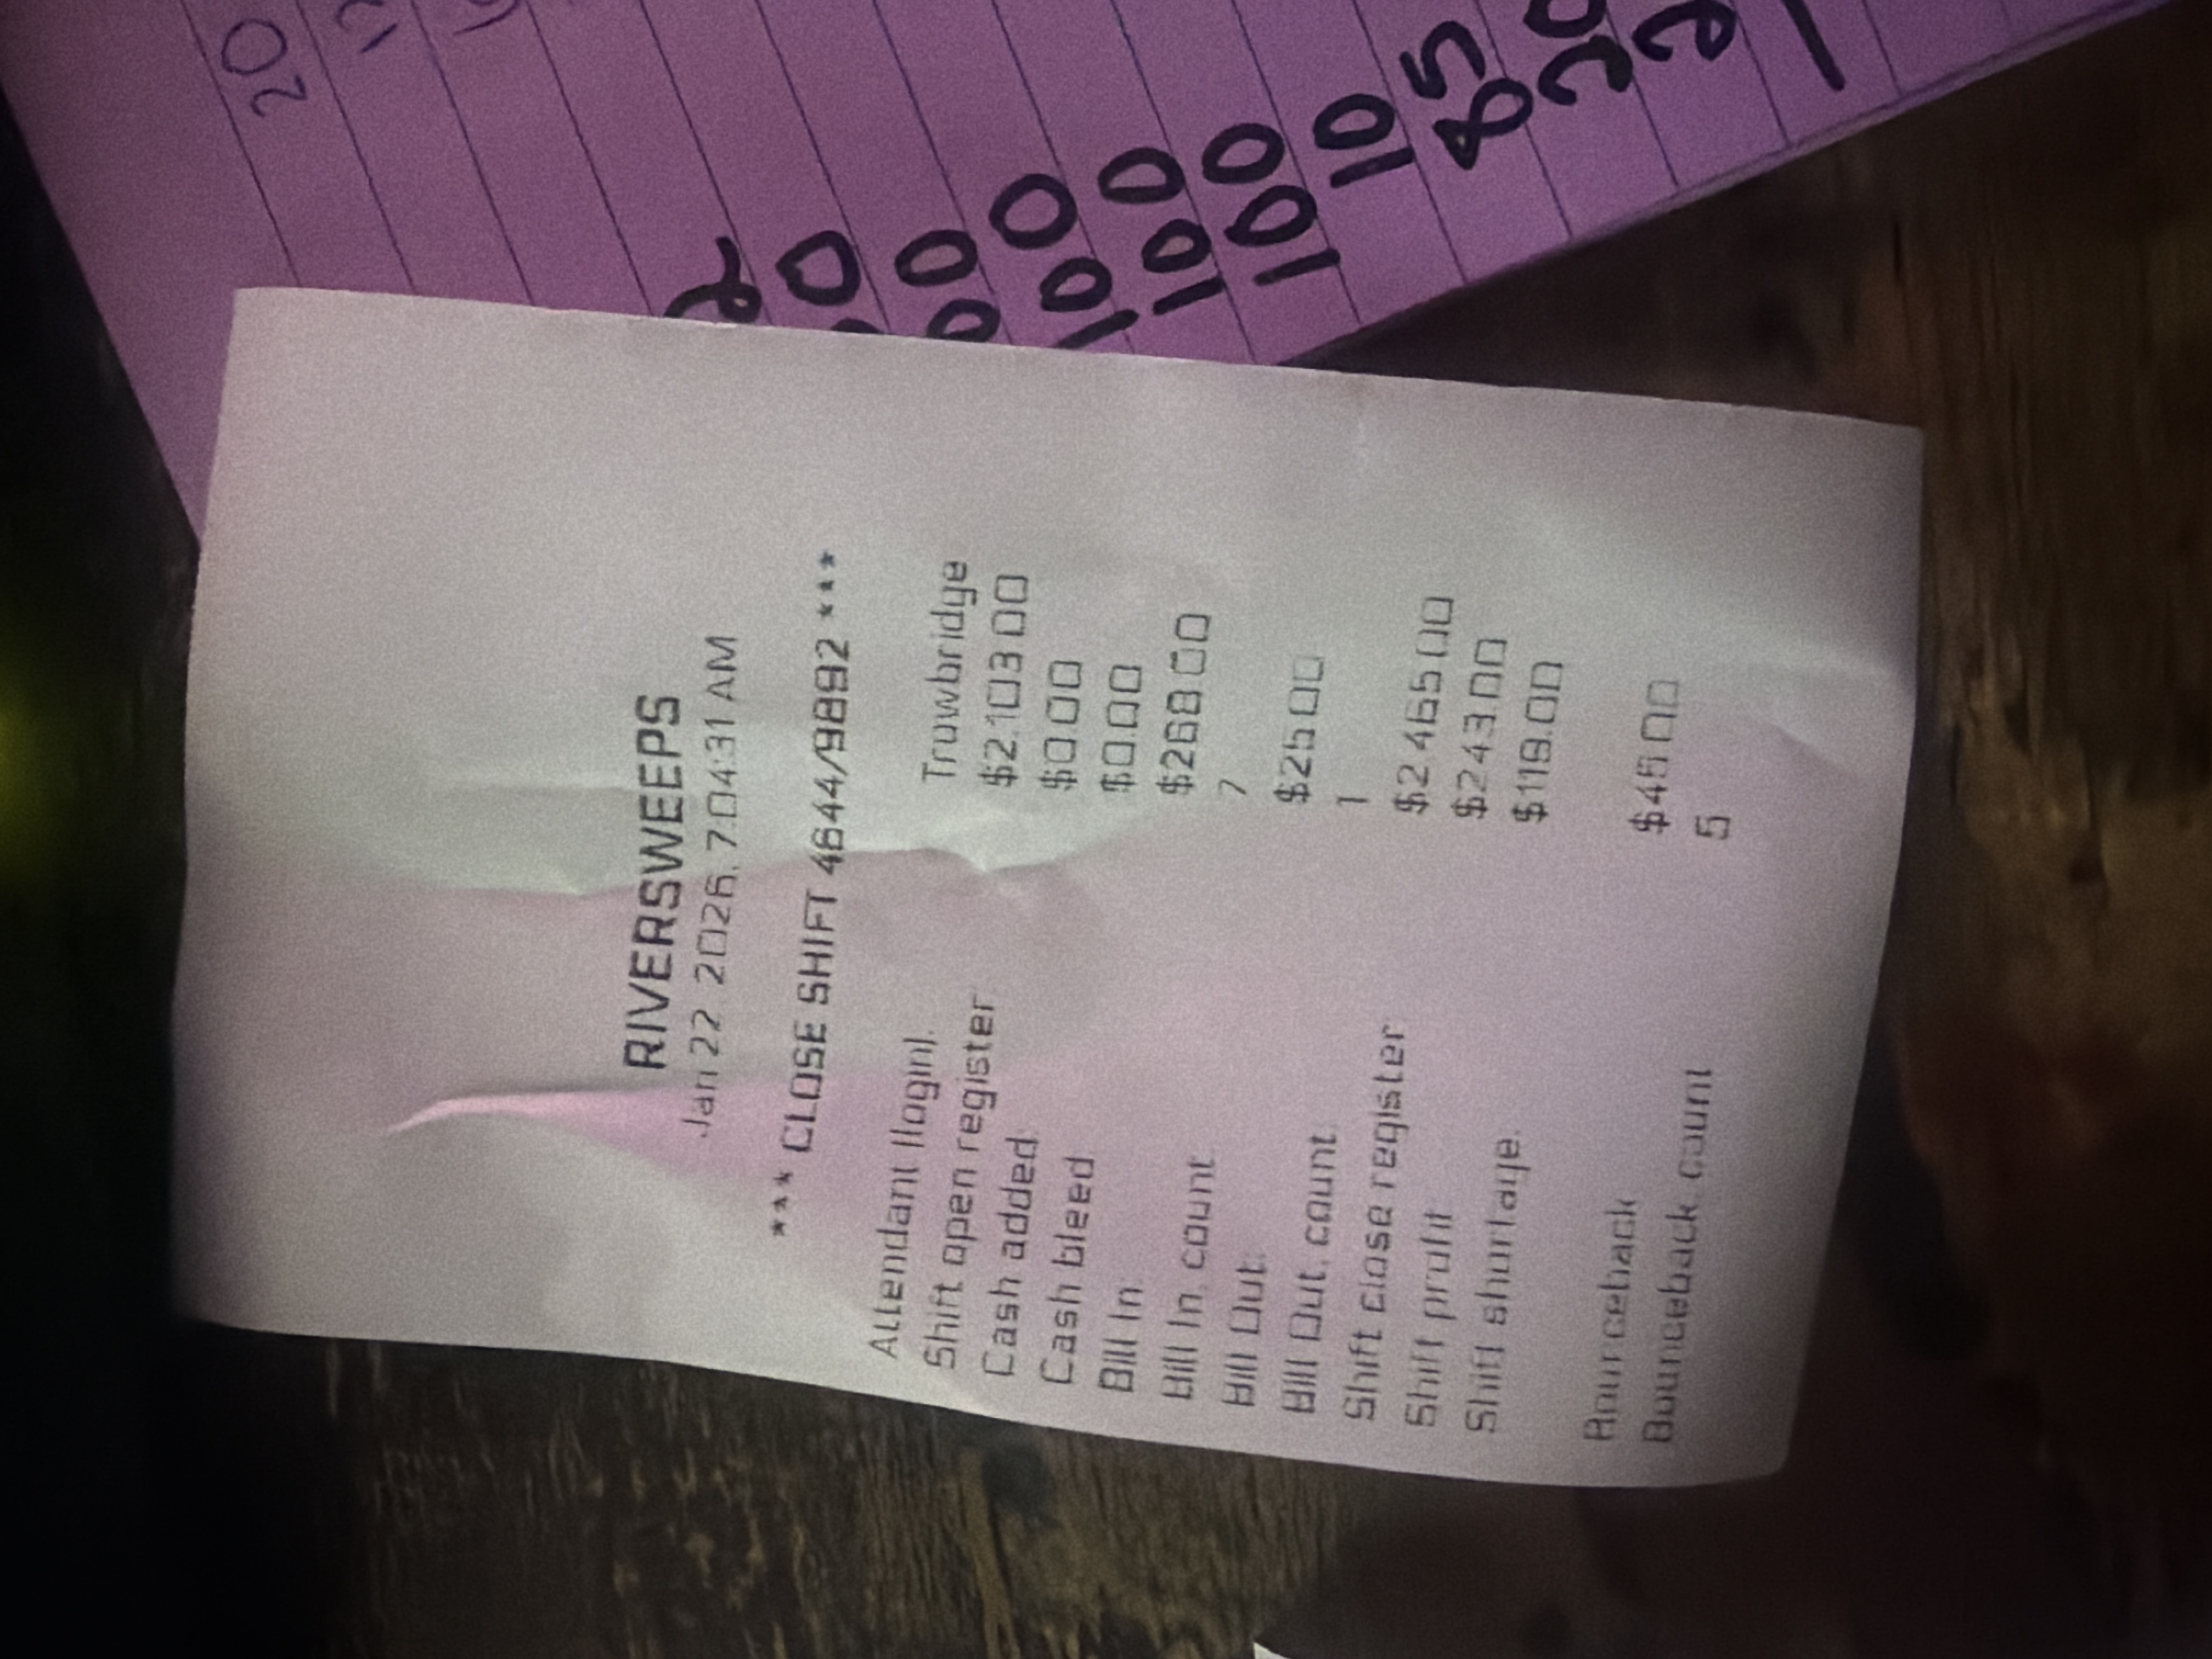 RIVERSWEEPS
Jan 22 2026, 7:04:31 AM
*** CLOSE SHIFT 4644/9892 ***
Attendant (login). Truwbridge
Shift open register: $2,103.00
Cash added: $0.00
Cash bleed $0.00
Bill In: $268.00
Bill In, count: 7
Bill Out: $25.00
Bill Out, count: 1
Shift close register: $2 465 00
Shift profit $243.00
Shift shortage: $119.00
Bounceback $45 00
Bounceback, count 5
20
100
100
100
10
85